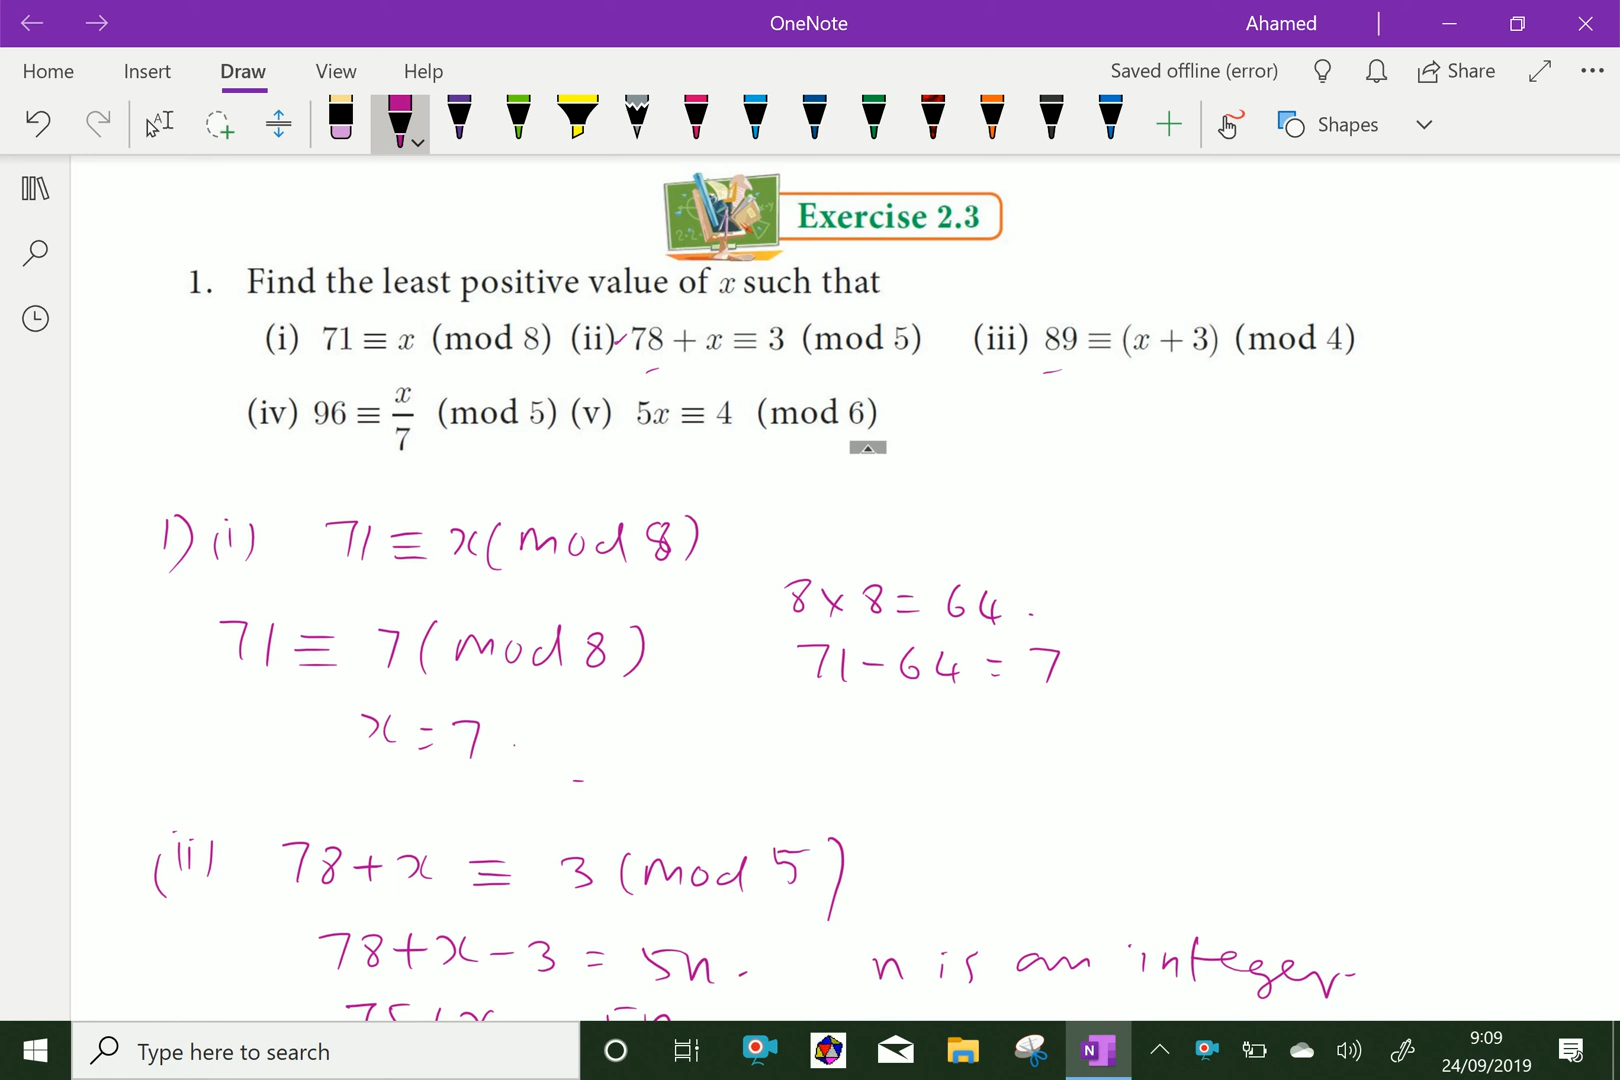 OneNote
Ahamed
Home Insert Draw View Help
Saved offline (error) Share
Shapes
Exercise 2.3
1. Find the least positive value of x such that
(i) 71 ≡ x (mod 8) (ii) 78 + x ≡ 3 (mod 5) (iii) 89 ≡ (x + 3) (mod 4)
(iv) 96 ≡ x/7 (mod 5) (v) 5x ≡ 4 (mod 6)
1) (i) 71 ≡ x (mod 8)
8 × 8 = 64.
71 ≡ 7 (mod 8)
71 − 64 = 7
x = 7.
(ii) 78 + x ≡ 3 (mod 5)
78 + x − 3 = 5n. n is an integer.
75 + x 5n
Type here to search
N
9:09
24/09/2019